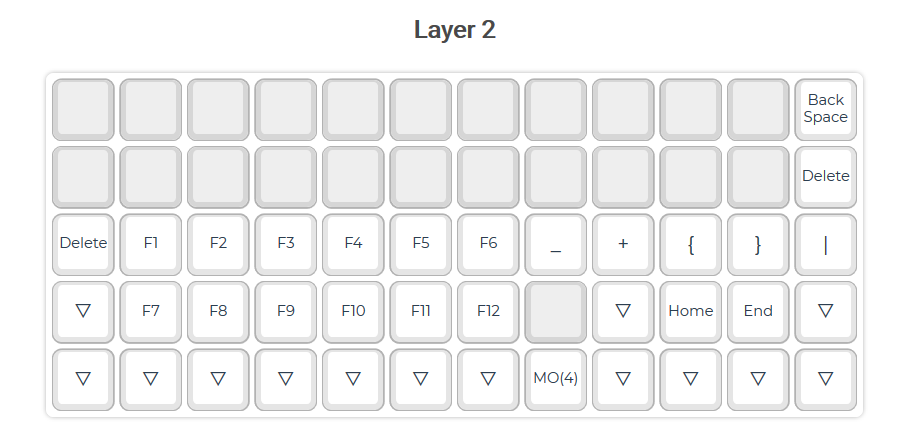 Layer 2
Back
Space
Delete
Delete F1 F2 F3 F4 F5 F6 _ + { } |
▽ F7 F8 F9 F10 F11 F12 ▽ Home End ▽
▽ ▽ ▽ ▽ ▽ ▽ ▽ MO(4) ▽ ▽ ▽ ▽